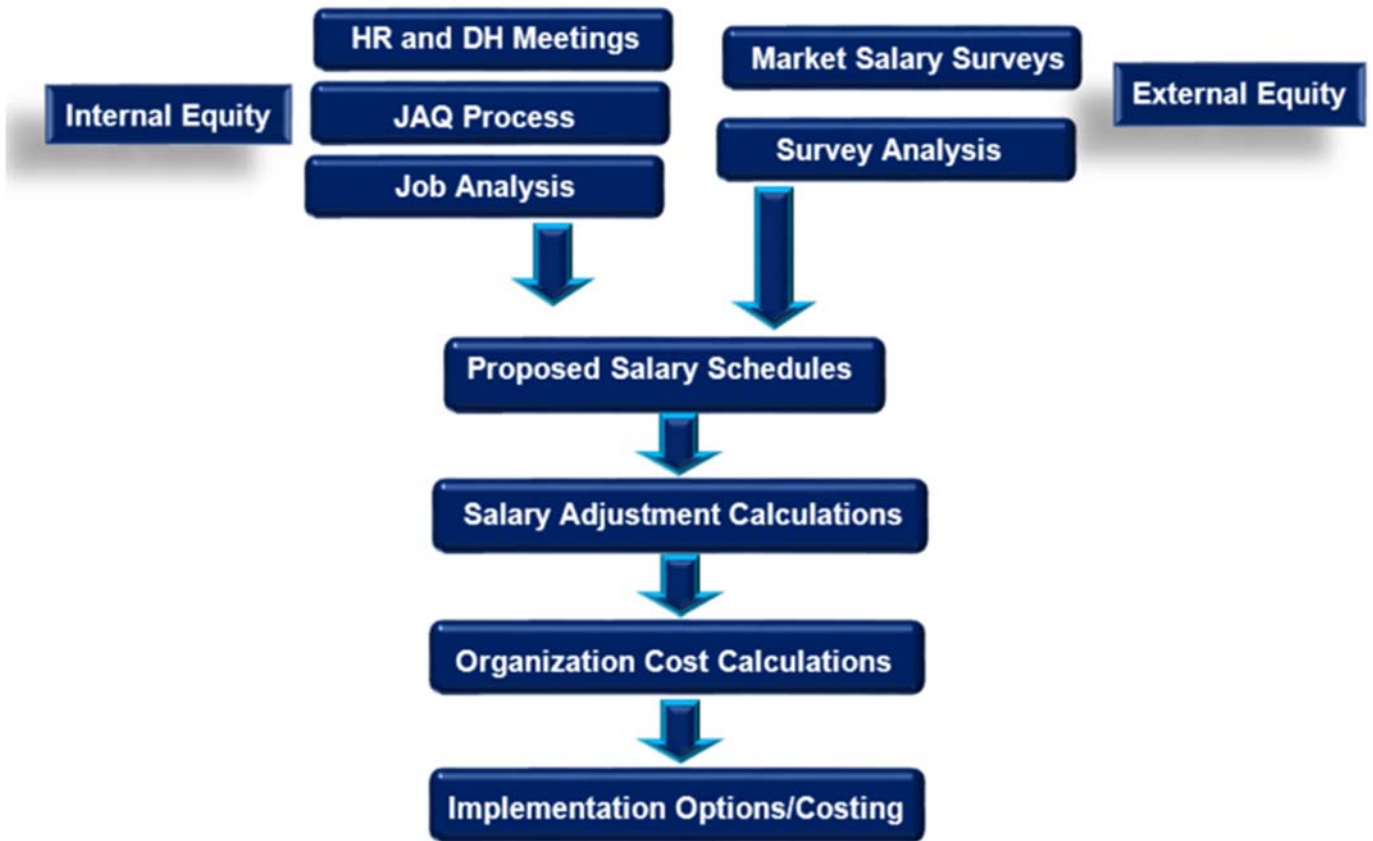 HR and DH Meetings
Market Salary Surveys
Internal Equity
JAQ Process
External Equity
Survey Analysis
Job Analysis
Proposed Salary Schedules
Salary Adjustment Calculations
Organization Cost Calculations
Implementation Options/Costing